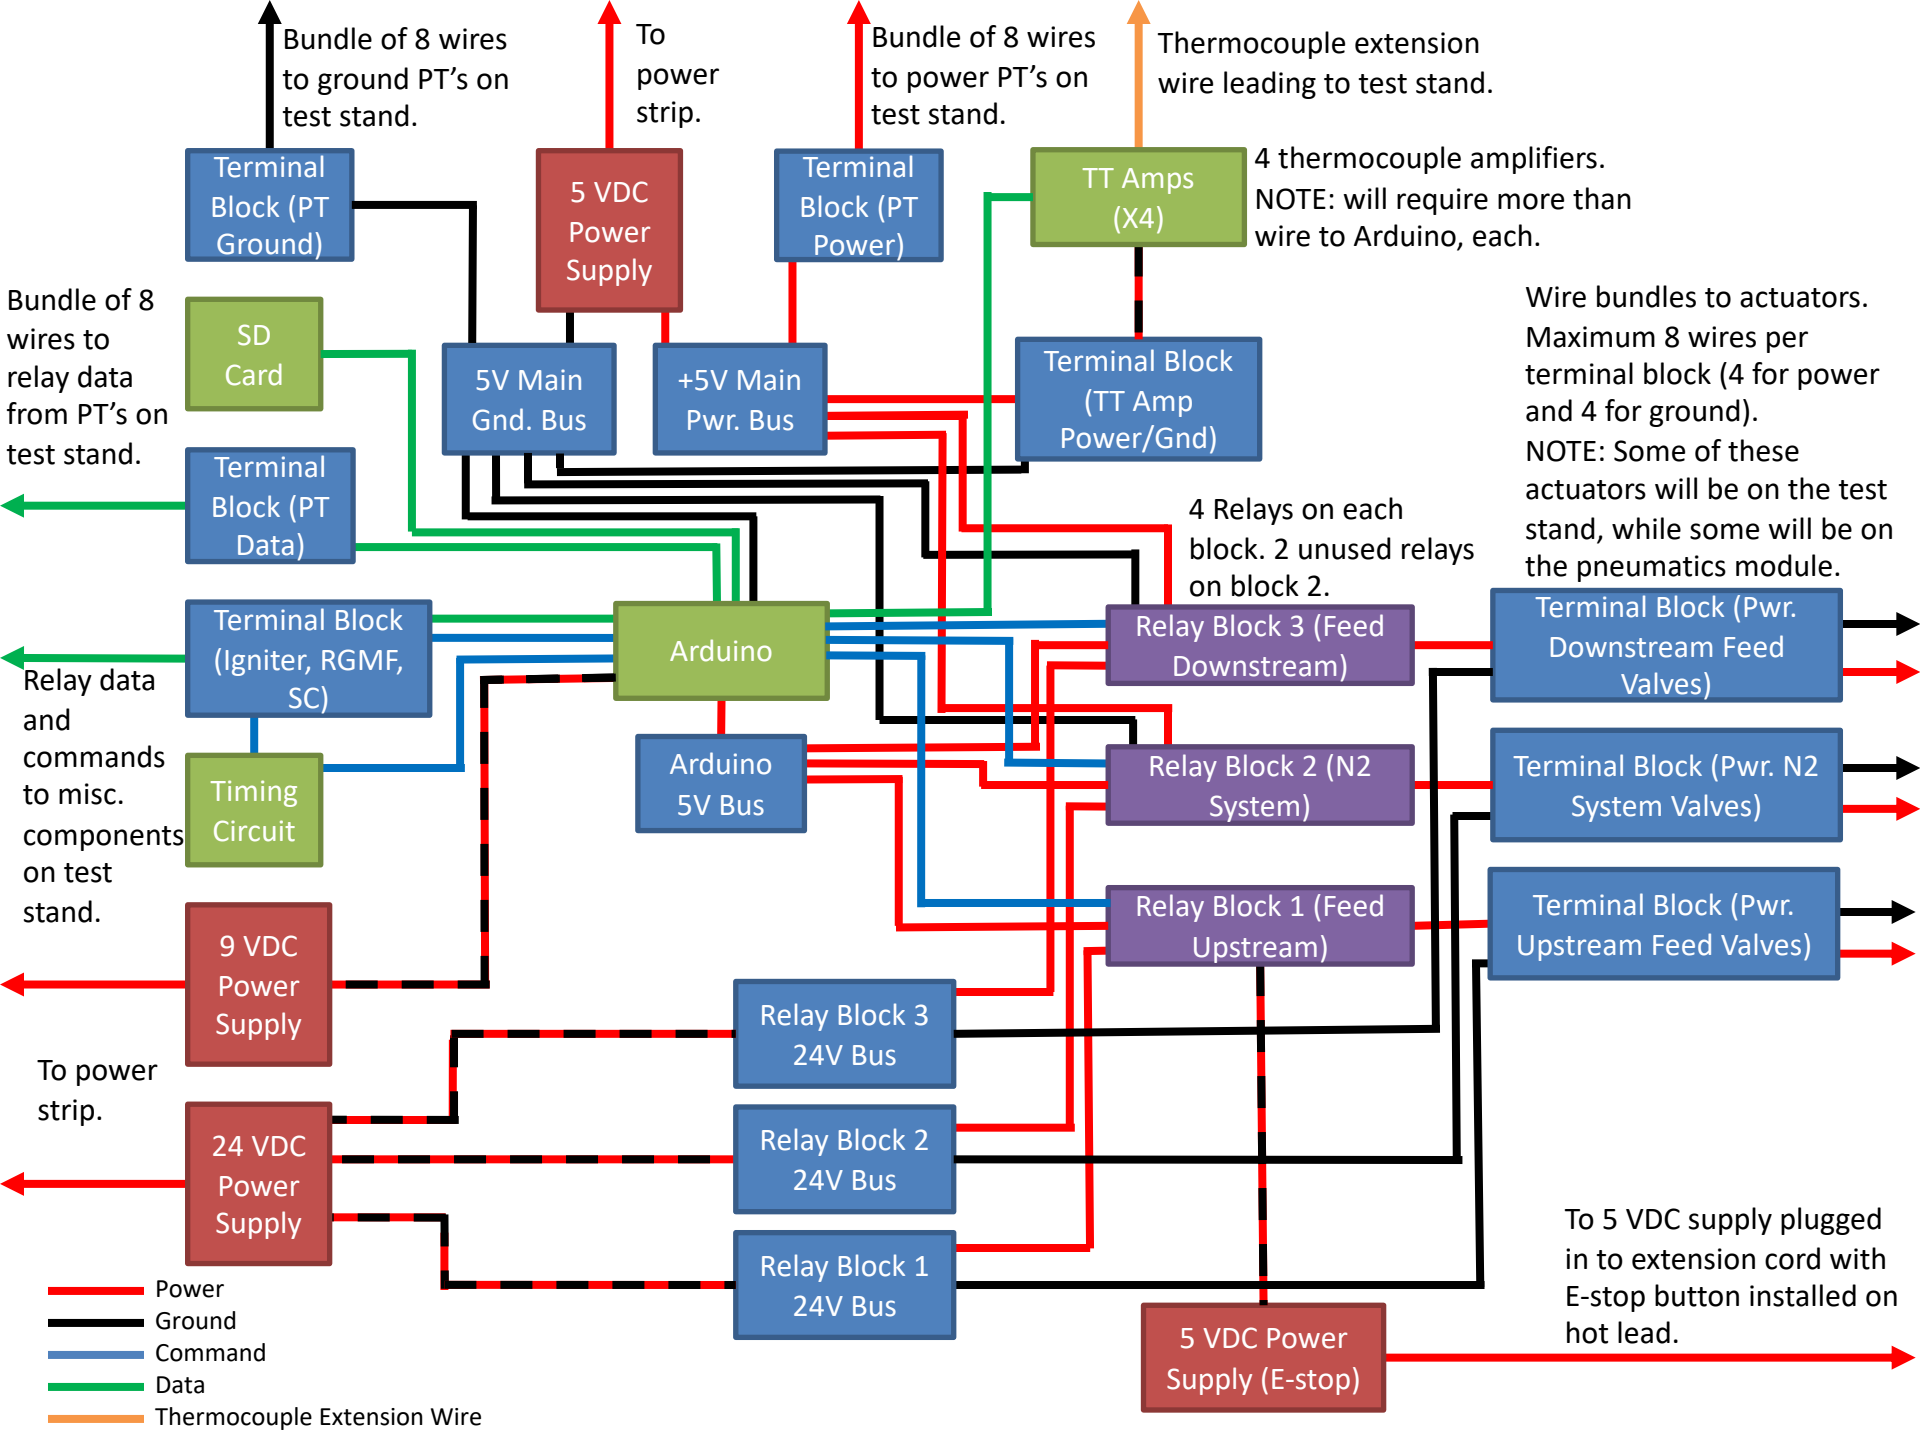 Bundle of 8 wires
to ground PT’s on
test stand.
To
power
strip.
Bundle of 8 wires
to power PT’s on
test stand.
Thermocouple extension
wire leading to test stand.
Terminal
Block (PT
Ground)
5 VDC
Power
Supply
Terminal
Block (PT
Power)
TT Amps
(X4)
4 thermocouple amplifiers.
NOTE: will require more than
wire to Arduino, each.
Bundle of 8
wires to
relay data
from PT’s on
test stand.
SD
Card
5V Main
Gnd. Bus
+5V Main
Pwr. Bus
Terminal Block
(TT Amp
Power/Gnd)
Wire bundles to actuators.
Maximum 8 wires per
terminal block (4 for power
and 4 for ground).
NOTE: Some of these
actuators will be on the test
stand, while some will be on
the pneumatics module.
Terminal
Block (PT
Data)
4 Relays on each
block. 2 unused relays
on block 2.
Terminal Block
(Igniter, RGMF,
SC)
Arduino
Relay Block 3 (Feed
Downstream)
Terminal Block (Pwr.
Downstream Feed
Valves)
Relay data
and
commands
to misc.
components
on test
stand.
Timing
Circuit
Arduino
5V Bus
Relay Block 2 (N2
System)
Terminal Block (Pwr. N2
System Valves)
Relay Block 1 (Feed
Upstream)
Terminal Block (Pwr.
Upstream Feed Valves)
9 VDC
Power
Supply
Relay Block 3
24V Bus
To power
strip.
24 VDC
Power
Supply
Relay Block 2
24V Bus
Relay Block 1
24V Bus
To 5 VDC supply plugged
in to extension cord with
E-stop button installed on
hot lead.
5 VDC Power
Supply (E-stop)
Power
Ground
Command
Data
Thermocouple Extension Wire